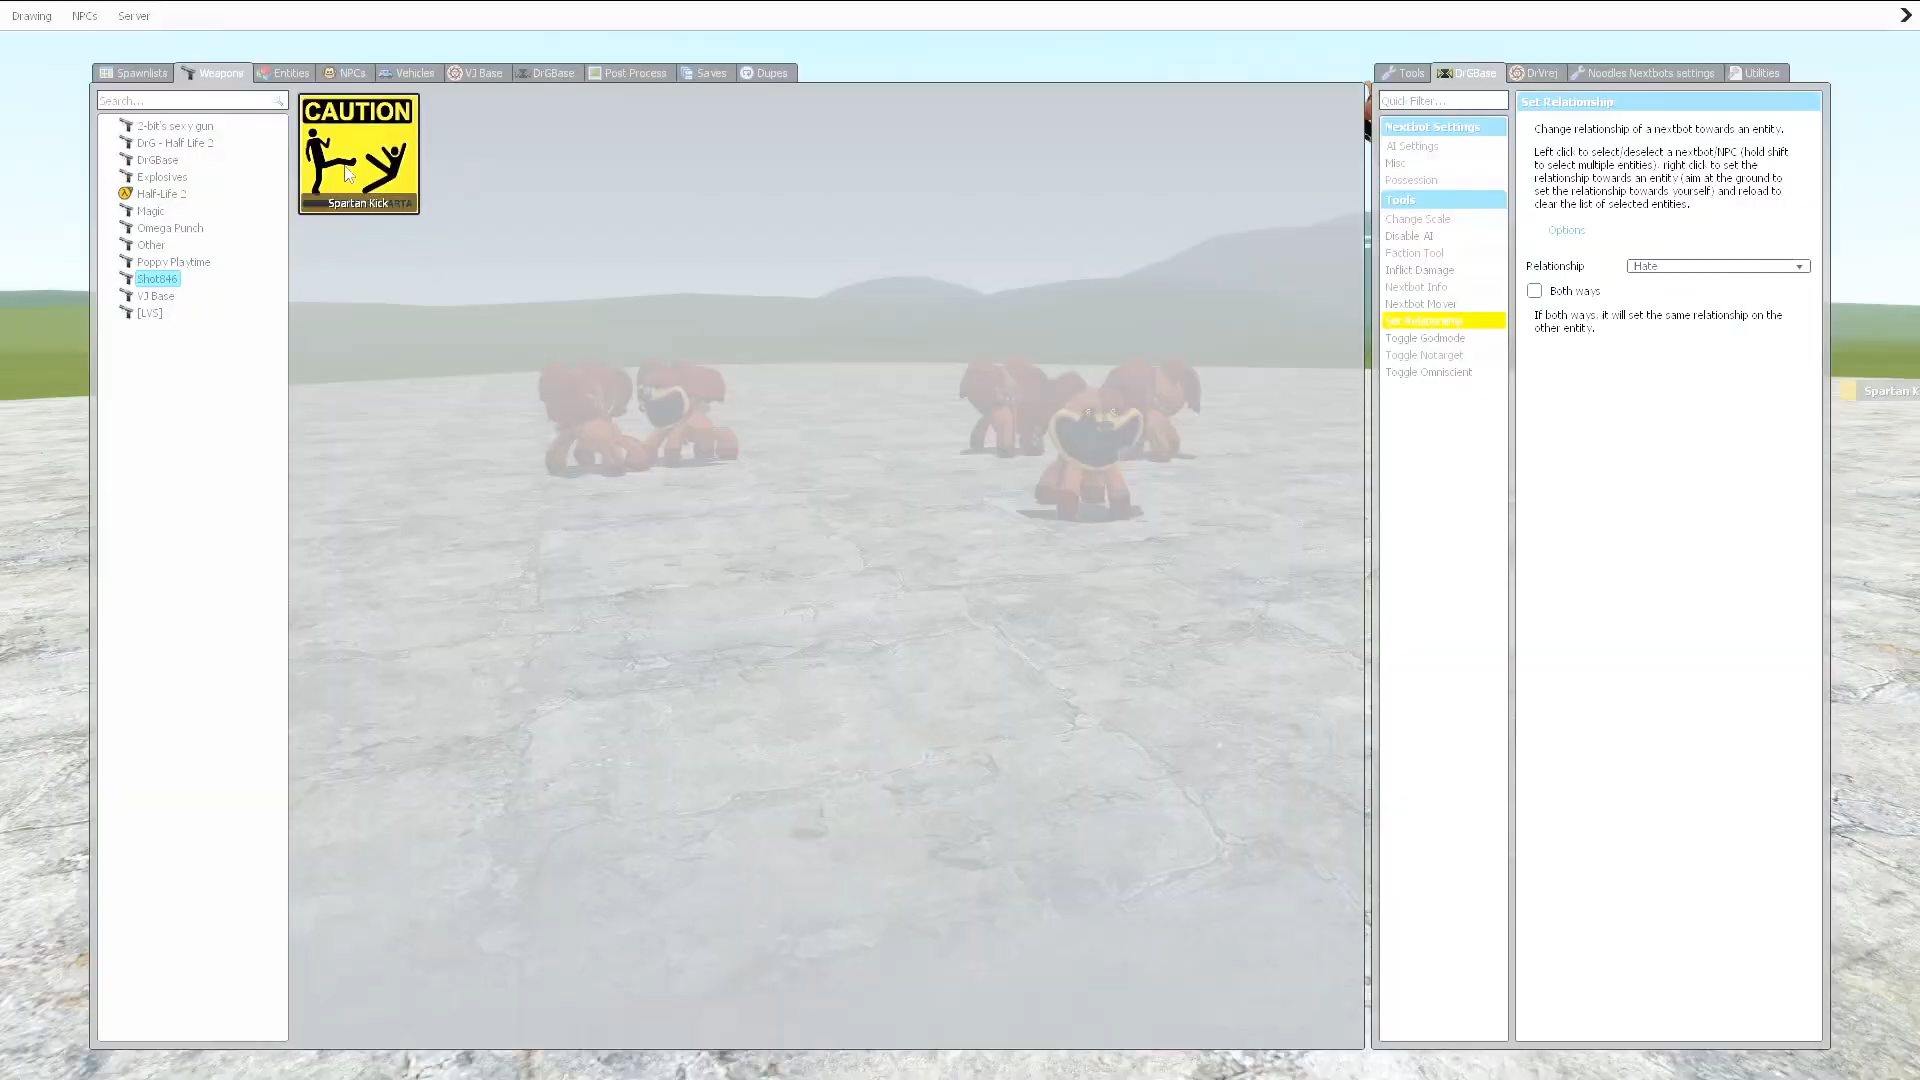 Drawing NPCs Server
Spawnlists Weapons Entities NPCs Vehicles VJ Base DrGBase Post Process Saves Dupes
Tools DrGBase DrVrej Noodles Nextbots settings Utilities
Search...
2-bit's sexy gun
DrG - Half Life 2
DrGBase
Explosives
Half-Life 2
Magic
Omega Punch
Other
Poppy Playtime
Shot846
VJ Base
[LVS]
CAUTION
Spartan Kick
Quick Filter...
Nextbot Settings
AI Settings
Misc
Possession
Tools
Change Scale
Disable AI
Faction Tool
Inflict Damage
Nextbot Info
Nextbot Mover
Set Relationship
Toggle Godmode
Toggle Notarget
Toggle Omniscient
Set Relationship
Change relationship of a nextbot towards an entity.
Left click to select/deselect a nextbot/NPC (hold shift
to select multiple entities), right click to set the
relationship towards an entity (aim at the ground to
set the relationship towards yourself) and reload to
clear the list of selected entities.
Options
Relationship Hate
Both ways
If both ways, it will set the same relationship on the
other entity.
Spartan K